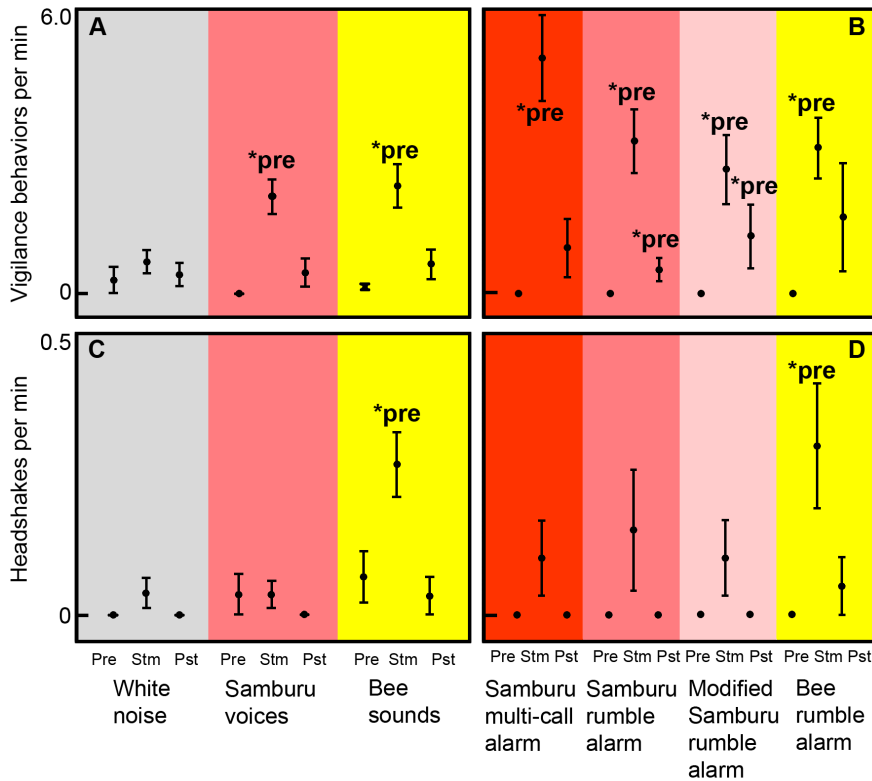 6.0
A
B
Vigilance behaviors per min
*pre
*pre
*pre
*pre
*pre
*pre
*pre
*pre
0
0.5
C
D
Headshakes per min
*pre
*pre
0
Pre Stm Pst Pre Stm Pst Pre Stm Pst
White noise
Samburu voices
Bee sounds
Pre Stm Pst Pre Stm Pst Pre Stm Pst Pre Stm Pst
Samburu multi-call alarm
Samburu rumble alarm
Modified Samburu rumble alarm
Bee rumble alarm